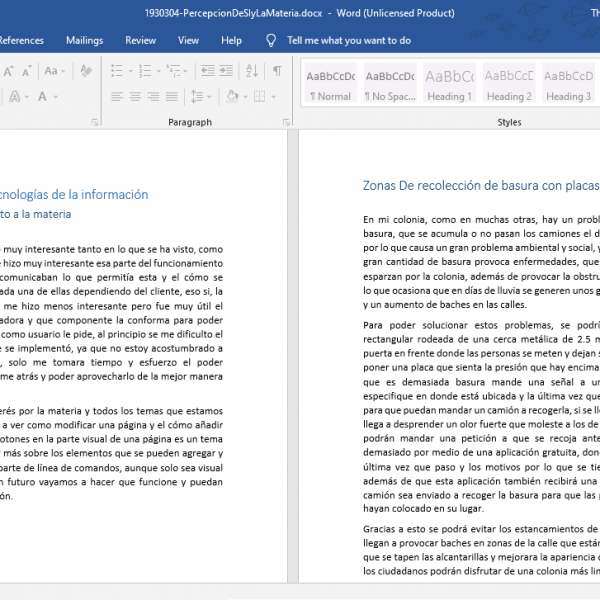 1930304-PercepcionDeSIyLaMateria.docx - Word (Unlicensed Product) Th
References Mailings Review View Help Tell me what you want to do
A A Aa
AaBbCcDc AaBbCcDc AaBbCc AaBbCcD AaBbCcD
¶ Normal ¶ No Spac... Heading 1 Heading 2 Heading 3
Paragraph Styles
cnologías de la información
to a la materia
muy interesante tanto en lo que se ha visto, como
hizo muy interesante esa parte del funcionamiento
comunicaban lo que permitía esta y el cómo se
ada una de ellas dependiendo del cliente, eso si, la
me hizo menos interesante pero fue muy útil el
adora y que componente la conforma para poder
como usuario le pide, al principio se me dificulto el
e se implementó, ya que no estoy acostumbrado a
, solo me tomara tiempo y esfuerzo el poder
me atrás y poder aprovecharlo de la mejor manera
erés por la materia y todos los temas que estamos
a ver como modificar una página y el cómo añadir
otones en la parte visual de una página es un tema
r más sobre los elementos que se pueden agregar y
parte de línea de comandos, aunque solo sea visual
n futuro vayamos a hacer que funcione y puedan
ón.
Zonas De recolección de basura con placas
En mi colonia, como en muchas otras, hay un probl
basura, que se acumula o no pasan los camiones el d
por lo que causa un gran problema ambiental y social, y
gran cantidad de basura provoca enfermedades, que
esparzan por la colonia, además de provocar la obstru
lo que ocasiona que en días de lluvia se generen unos g
y un aumento de baches en las calles.
Para poder solucionar estos problemas, se podrí
rectangular rodeada de una cerca metálica de 2.5 m
puerta en frente donde las personas se meten y dejan s
poner una placa que sienta la presión que hay encima
que es demasiada basura mande una señal a un
especifique en donde está ubicada y la última vez que
para que puedan mandar un camión a recogerla, si se ll
llega a desprender un olor fuerte que moleste a los de
podrán mandar una petición a que se recoja ante
demasiado por medio de una aplicación gratuita, don
última vez que paso y los motivos por lo que se tie
además de que esta aplicación también recibirá una
camión sea enviado a recoger la basura para que las p
hayan colocado en su lugar.
Gracias a esto se podrá evitar los estancamientos de
llegan a provocar baches en zonas de la calle que están
que se tapen las alcantarillas y mejorara la apariencia d
los ciudadanos podrán disfrutar de una colonia más lim